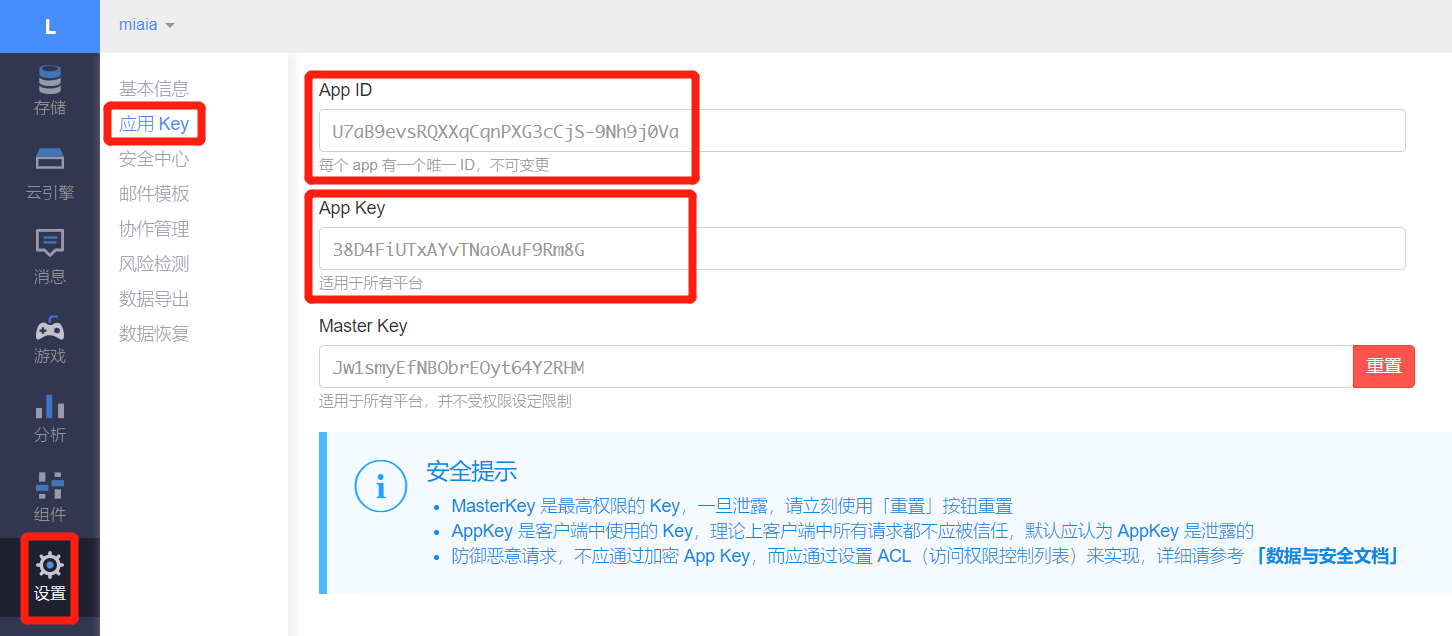 L
miaia
存储
云引擎
消息
游戏
分析
组件
设置
基本信息
应用 Key
安全中心
邮件模板
协作管理
风险检测
数据导出
数据恢复
App ID
U7aB9evsRQXXqCqnPXG3cCjS-9Nh9j0Va
每个 app 有一个唯一 ID，不可变更
App Key
38D4FiUTxAYvTNaoAuF9Rm8G
适用于所有平台
Master Key
Jw1smyEfNBObrEOyt64Y2RHM
重置
适用于所有平台，并不受权限设定限制
安全提示
MasterKey 是最高权限的 Key，一旦泄露，请立刻使用「重置」按钮重置
AppKey 是客户端中使用的 Key，理论上客户端中所有请求都不应被信任，默认应认为 AppKey 是泄露的
防御恶意请求，不应通过加密 App Key，而应通过设置 ACL（访问权限控制列表）来实现，详细请参考 「数据与安全文档」